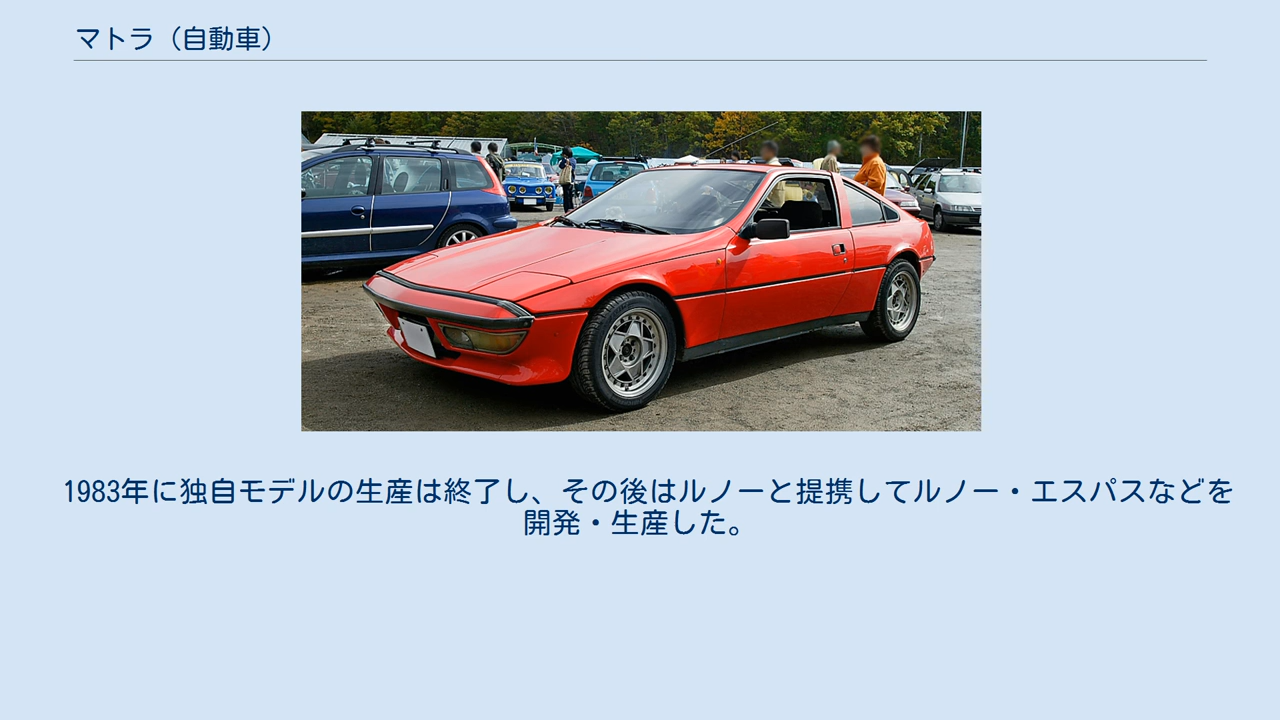 マトラ（自動車）
1983年に独自モデルの生産は終了し、その後はルノーと提携してルノー・エスパスなどを
開発・生産した。